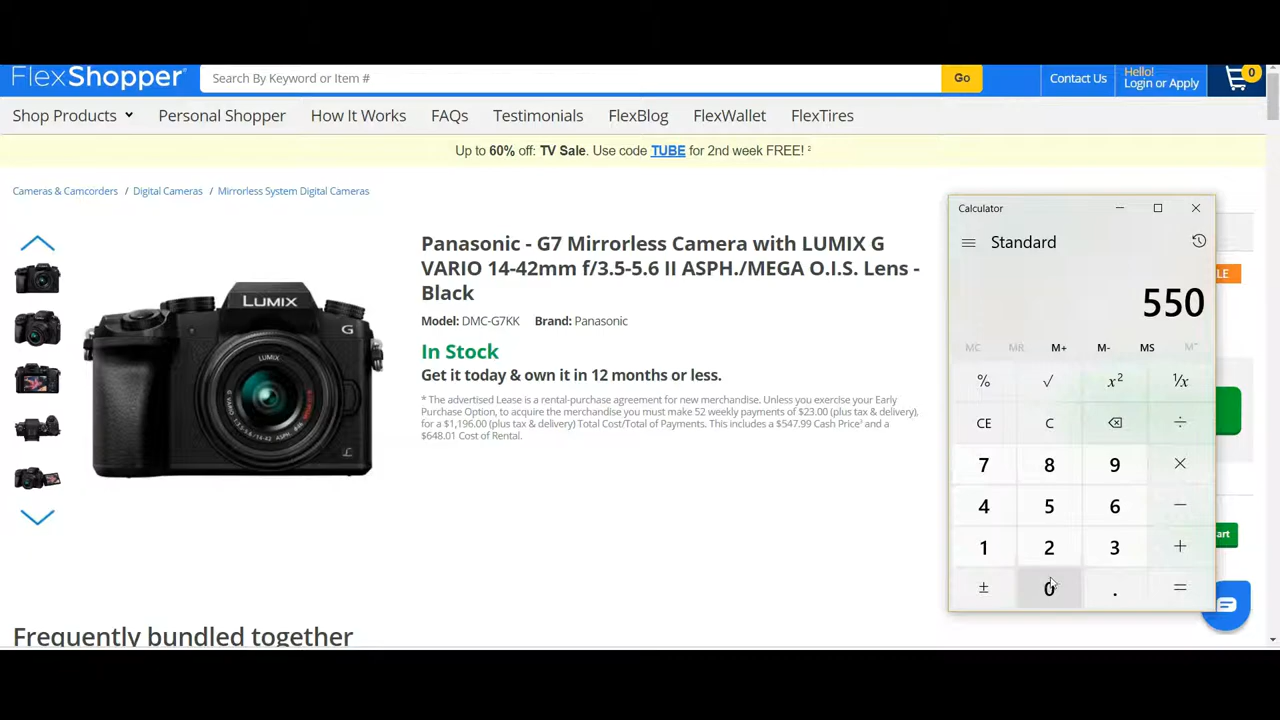 FlexShopper
Search By Keyword or Item #
Go
Contact Us
Hello!
Login or Apply
0
Shop Products
Personal Shopper
How It Works
FAQs
Testimonials
FlexBlog
FlexWallet
FlexTires
Up to 60% off: TV Sale. Use code TUBE for 2nd week FREE! ²
Cameras & Camcorders / Digital Cameras / Mirrorless System Digital Cameras
Panasonic - G7 Mirrorless Camera with LUMIX G
VARIO 14-42mm f/3.5-5.6 II ASPH./MEGA O.I.S. Lens -
Black
Model: DMC-G7KK Brand: Panasonic
In Stock
Get it today & own it in 12 months or less.
* The advertised Lease is a rental-purchase agreement for new merchandise. Unless you exercise your Early
Purchase Option, to acquire the merchandise you must make 52 weekly payments of $23.00 (plus tax & delivery),
for a $1,196.00 (plus tax & delivery) Total Cost/Total of Payments. This includes a $547.99 Cash Price³ and a
$648.01 Cost of Rental.
LUMIX
G
LUMIX
Calculator
Standard
550
MC MR M+ M- MS
% √ x² ¹/x
CE C ÷
7 8 9 ×
4 5 6 −
1 2 3 +
± 0 . =
LE
art
Frequently bundled together